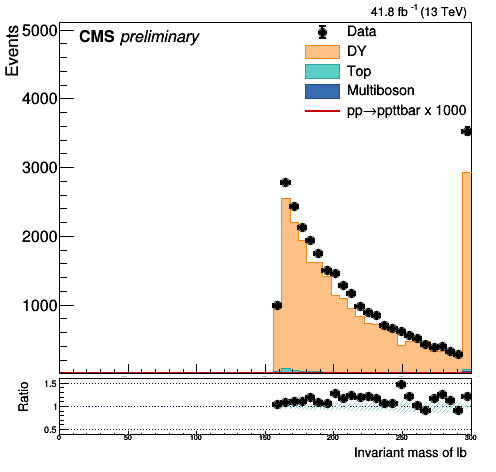 41.8 fb⁻¹ (13 TeV)
CMS preliminary
Data
DY
Top
Multiboson
pp→ppttbar x 1000
Events
5000
4000
3000
2000
1000
Ratio
1.5
1
0.5
0 50 100 150 200 250 300
Invariant mass of lb